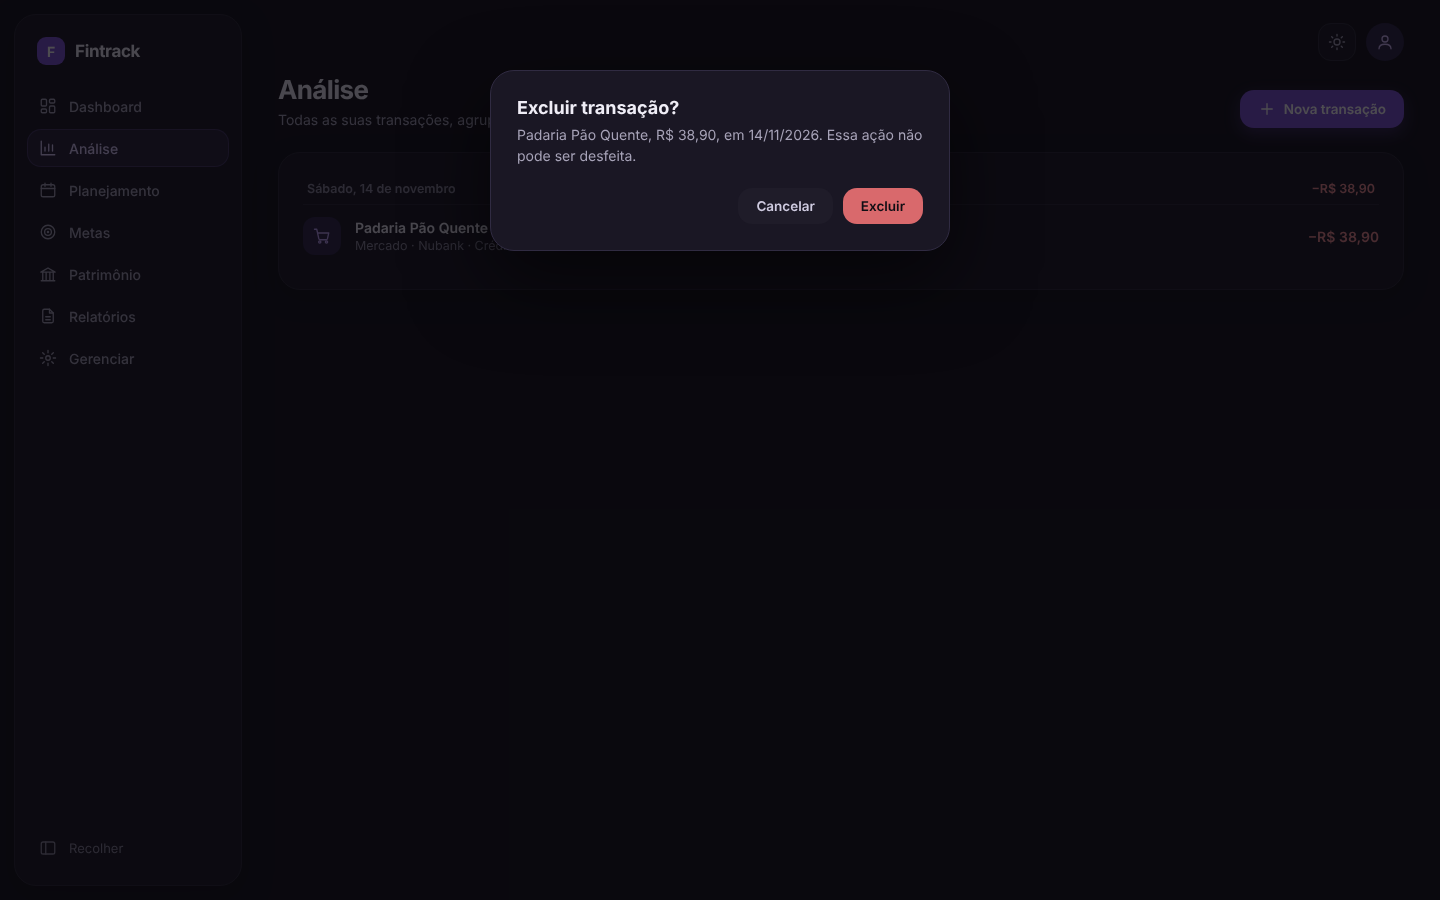 F Fintrack
Dashboard
Análise
Planejamento
Metas
Patrimônio
Relatórios
Gerenciar
Recolher
Análise
Todas as suas transações,
Nova transação
Sábado, 14 de novembro
−R$ 38,90
Padaria Pão Quente
Mercado · Nubank ·
−R$ 38,90
Excluir transação?
Padaria Pão Quente, R$ 38,90, em 14/11/2026. Essa ação não
pode ser desfeita.
Cancelar
Excluir